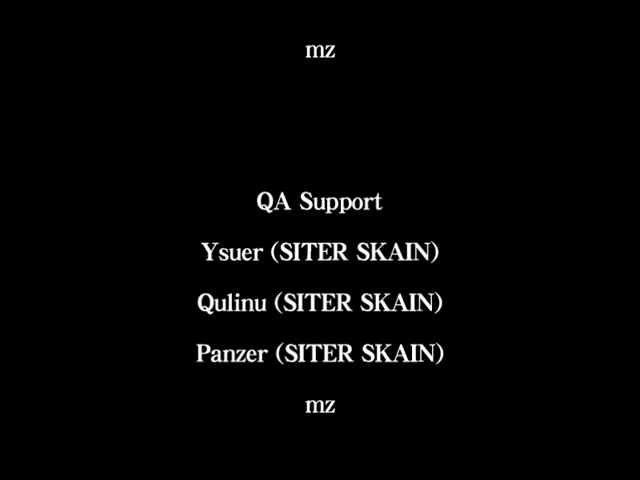 mz
QA Support
Ysuer (SITER SKAIN)
Qulinu (SITER SKAIN)
Panzer (SITER SKAIN)
mz